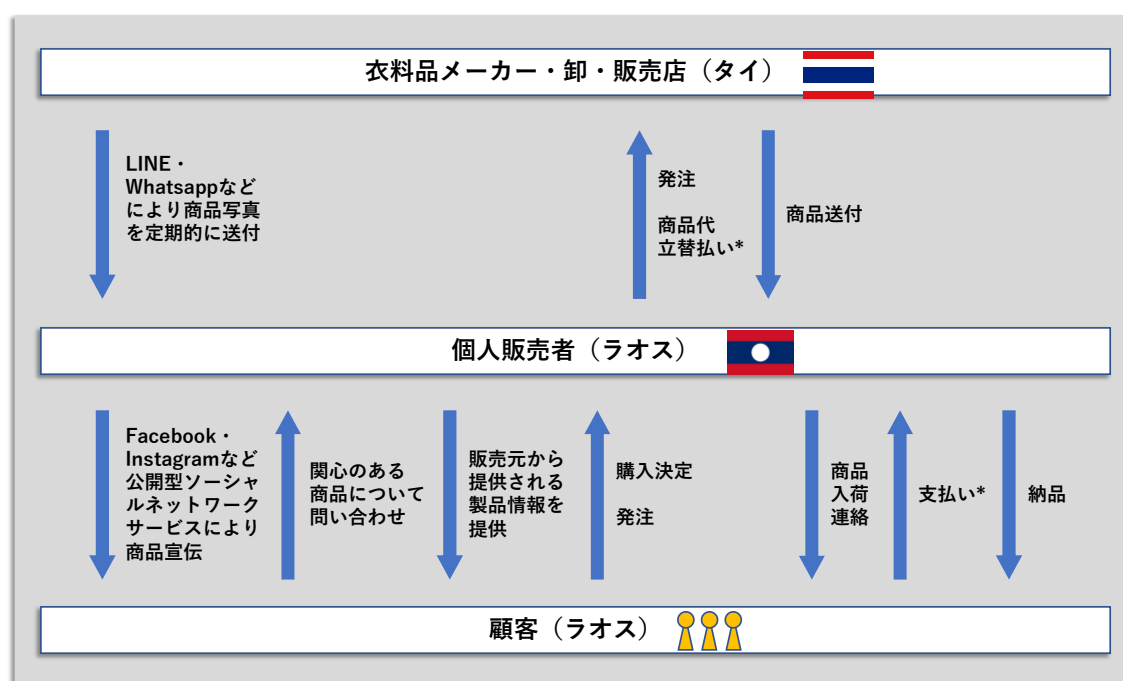 衣料品メーカー・卸・販売店（タイ）
LINE・
Whatsappなど
により商品写真
を定期的に送付
発注
商品代
立替払い*
商品送付
個人販売者（ラオス）
Facebook・
Instagramなど
公開型ソーシャ
ルネットワーク
サービスにより
商品宣伝
関心のある
商品について
問い合わせ
販売元から
提供される
製品情報を
提供
購入決定
発注
商品
入荷
連絡
支払い*
納品
顧客（ラオス）